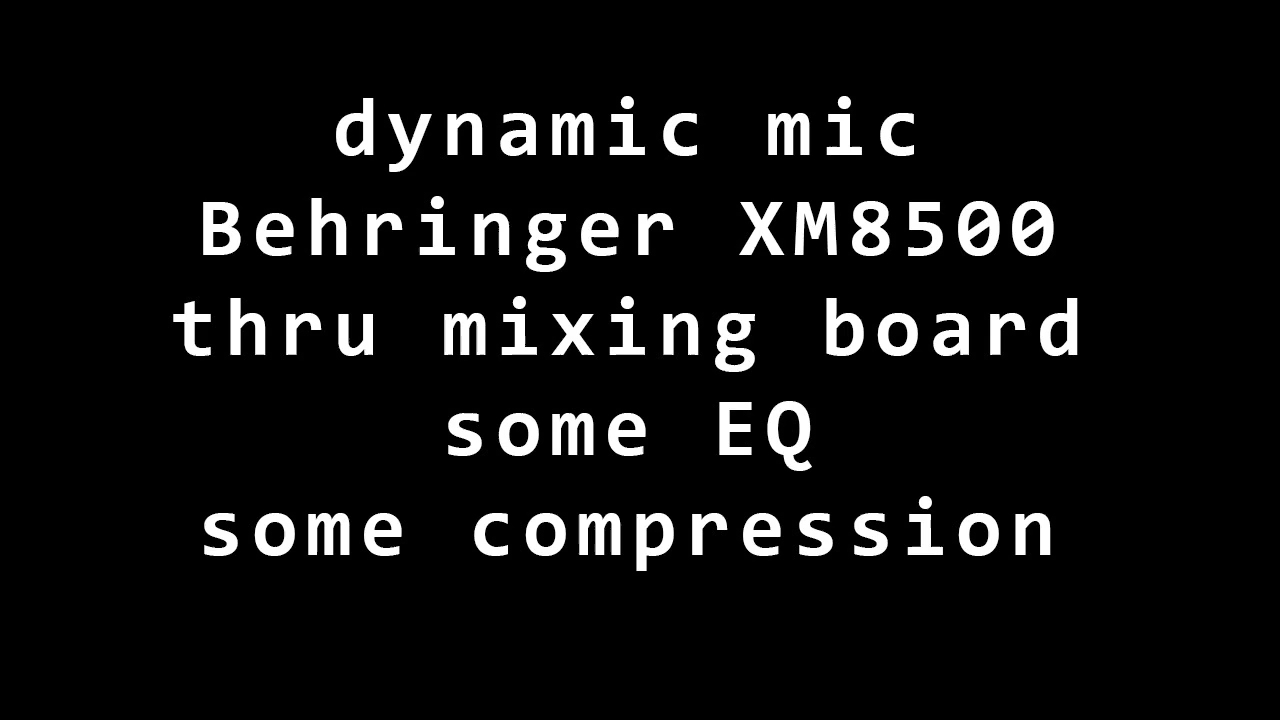 dynamic mic
Behringer XM8500
thru mixing board
some EQ
some compression